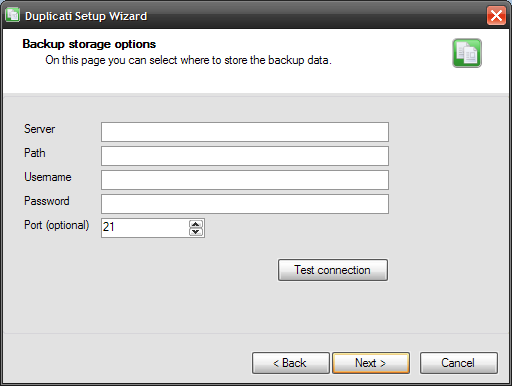 Duplicati Setup Wizard
Backup storage options
On this page you can select where to store the backup data.
Server
Path
Username
Password
Port (optional) 21
Test connection
< Back Next > Cancel